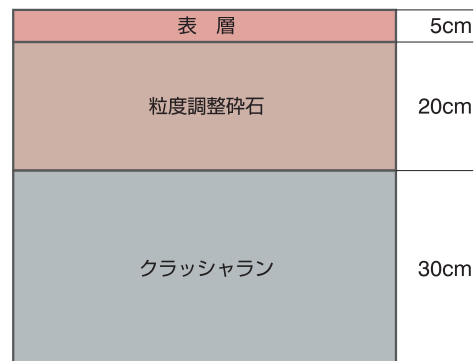 表　層
5cm
粒度調整砕石
20cm
クラッシャラン
30cm